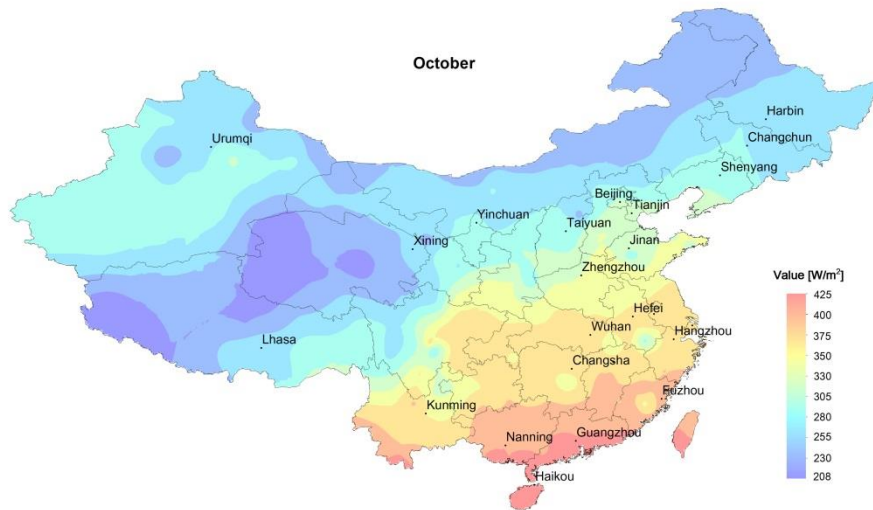 October
Harbin
Urumqi
Changchun
Shenyang
Beijing
Tianjin
Yinchuan
Taiyuan
Xining
Jinan
Zhengzhou
Value [W/m²]
425
400
375
350
330
305
285
255
230
208
Hefei
Wuhan
Hangzhou
Lhasa
Changsha
Fuzhou
Kunming
Nanning
Guangzhou
Haikou